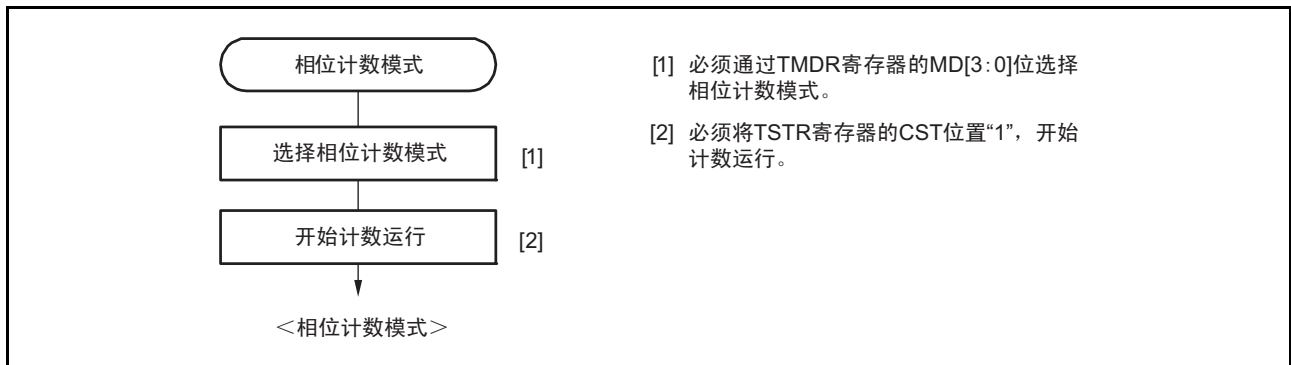 相位计数模式
选择相位计数模式 [1]
开始计数运行 [2]
＜相位计数模式＞
[1] 必须通过TMDR寄存器的MD[3:0]位选择
相位计数模式。
[2] 必须将TSTR寄存器的CST位置“1”，开始
计数运行。